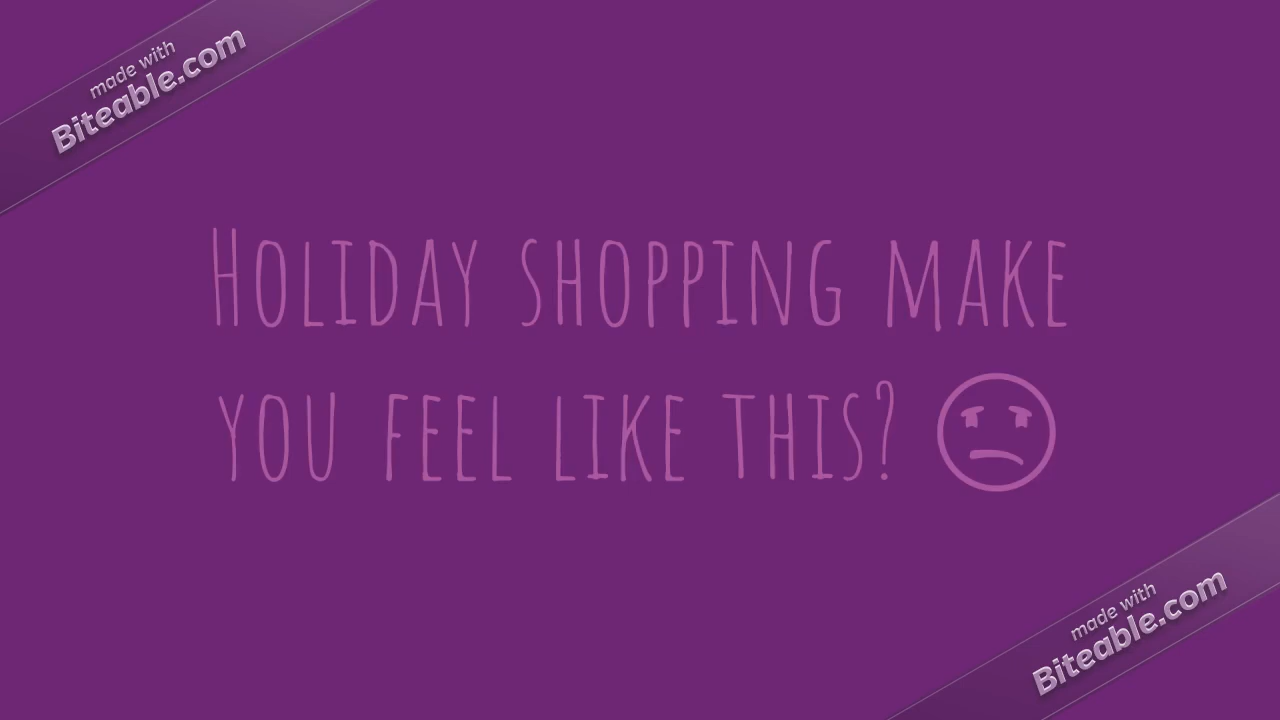 made with
Biteable.com
Holiday shopping make
you feel like this? ☹
made with
Biteable.com